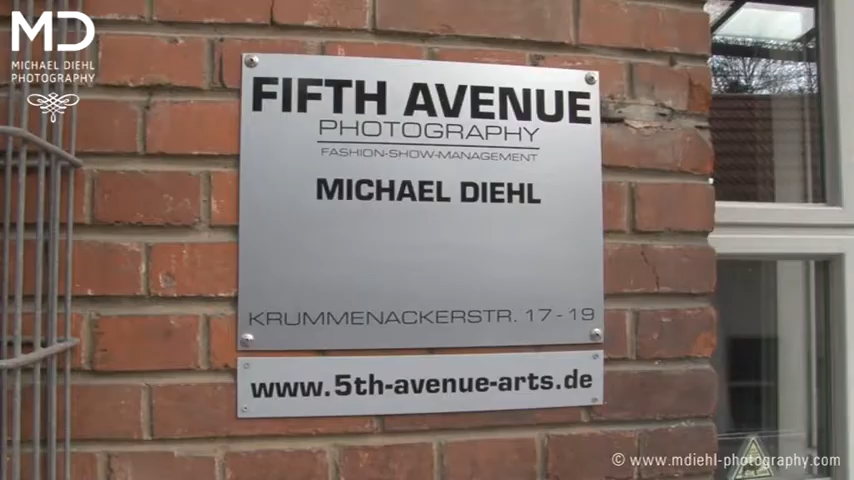 MD
MICHAEL DIEHL
PHOTOGRAPHY
FIFTH AVENUE
PHOTOGRAPHY
FASHION-SHOW-MANAGEMENT
MICHAEL DIEHL
KRUMMENACKERSTR. 17-19
www.5th-avenue-arts.de
© www.mdiehl-photography.com